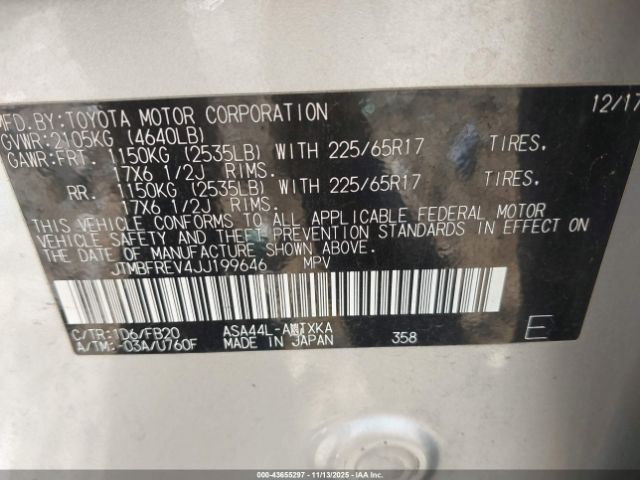 MFD.BY:TOYOTA MOTOR CORPORATION 12/17
GVWR:2105KG (4640LB)
GAWR:FRT. 1150KG (2535LB) WITH 225/65R17 TIRES,
17X6 1/2J RIMS.
RR. 1150KG (2535LB) WITH 225/65R17 TIRES,
17X6 1/2J RIMS.
THIS VEHICLE CONFORMS TO ALL APPLICABLE FEDERAL MOTOR
VEHICLE SAFETY AND THEFT PREVENTION STANDARDS IN EFFECT ON
THE DATE OF MANUFACTURE SHOWN ABOVE.
JTMBFREV4JJ199646 MPV
C/TR:1D6/FB20 ASA44L-ANTXKA
A/TM:-03A/U760F MADE IN JAPAN 358 E
000-43655297 - 11/13/2025 - IAAI, Inc.